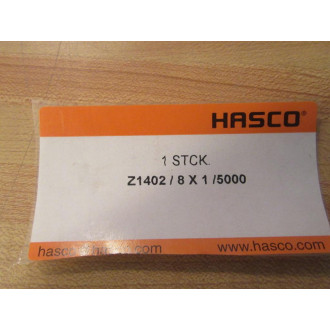 HASCO®
1 STCK.
Z1402 / 8 X 1 /5000
www.hasco.com